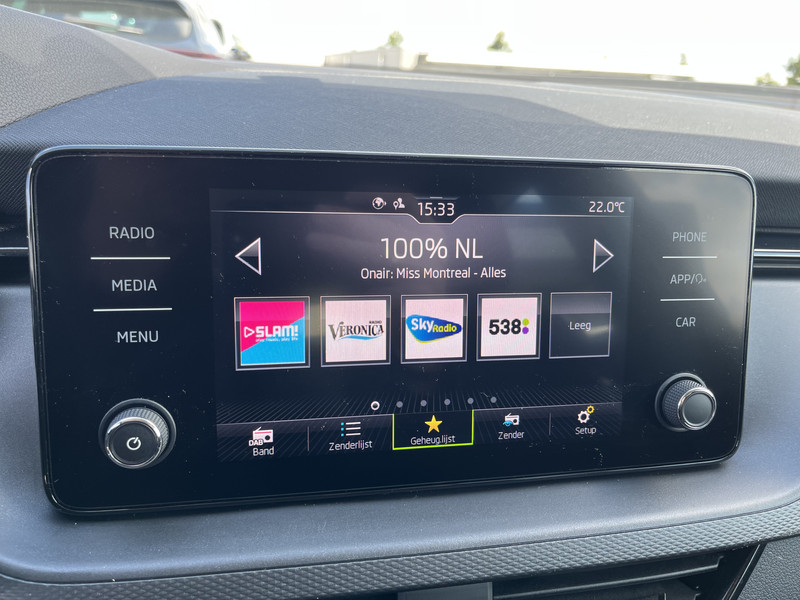 15:33
22.0°C
RADIO
MEDIA
MENU
100% NL
Onair: Miss Montreal - Alles
SLAM!
RADIO
VERONICA
Sky Radio
538
Leeg
PHONE
APP/
CAR
DAB
Band
Zenderlijst
Geheug.lijst
Zender
Setup